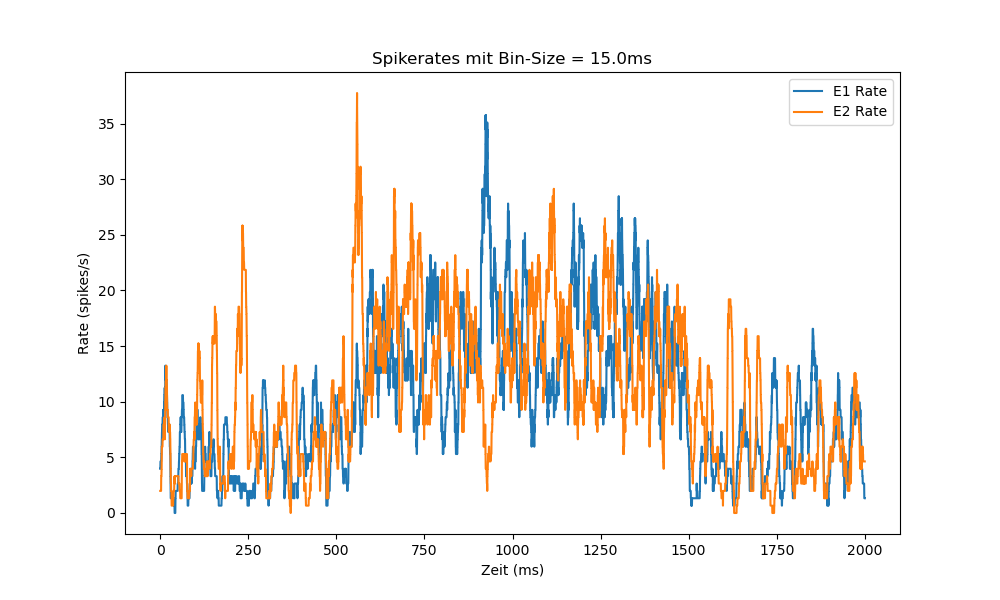 Spikerates mit Bin-Size = 15.0ms
E1 Rate
E2 Rate
Rate (spikes/s)
35
30
25
20
15
10
5
0
0 250 500 750 1000 1250 1500 1750 2000
Zeit (ms)